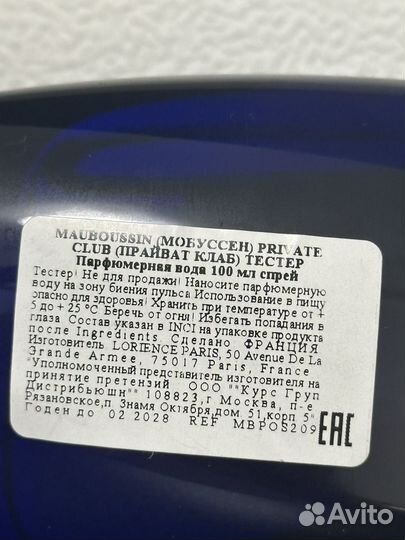 MAUBOUSSIN (МОБУССЕН) PRIVATE
CLUB (ПРАЙВАТ КЛАБ) ТЕСТЕР
Парфюмерная вода 100 мл спрей
Тестер! Не для продажи! Наносите парфюмерную
воду на зону биения пульса Использование в пищу
опасно для здоровья! Хранить при температуре от +
5 до + 25 °C Беречь от огня! Избегать попадания в
глаза Состав указан в INCI на упаковке продукта
после Ingredients. Сделано ФРАНЦИЯ
Изготовитель LORIENCE PARIS, 50 Avenue De La
Grande Armee, 75017 Paris, France
"Уполномоченный представитель изготовителя на
принятие претензий ООО ""Курс Груп
Дистрибьюшн"" 108823, г Москва, п-е
Рязановское, п Знамя Октября, дом 51, корп 5"
Годен до 02 2028 REF MBPOS209
EAC
Avito